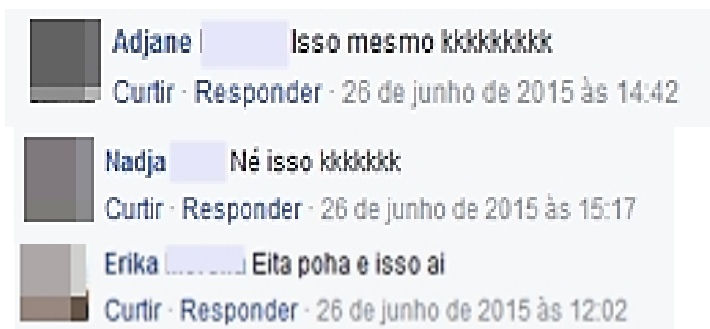 Adjane Isso mesmo kkkkkkkkk
Curtir · Responder · 26 de junho de 2015 às 14:42
Nadja Né isso kkkkkkk
Curtir · Responder · 26 de junho de 2015 às 15:17
Erika Eita poha e isso ai
Curtir · Responder · 26 de junho de 2015 às 12:02